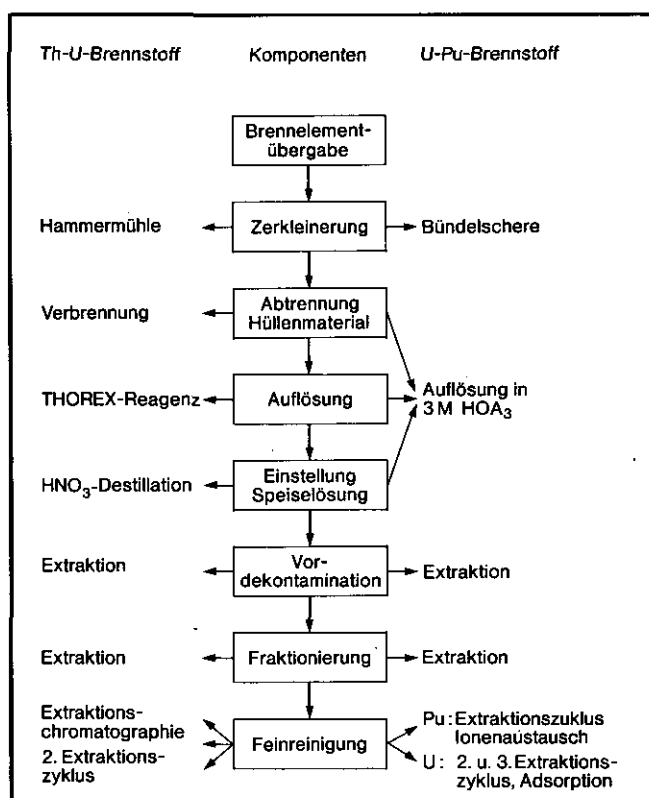 Th-U-Brennstoff
Komponenten
U-Pu-Brennstoff
Brennelement-
übergabe
Hammermühle
Zerkleinerung
Bündelschere
Verbrennung
Abtrennung
Hüllenmaterial
THOREX-Reagenz
Auflösung
Auflösung in
3M HOA₃
HNO₃-Destillation
Einstellung
Speiselösung
Extraktion
Vor-
dekontamination
Extraktion
Extraktion
Fraktionierung
Extraktion
Extraktions-
chromatographie
2. Extraktions-
zyklus
Feinreinigung
Pu: Extraktionszuklus
Ionenaustausch
U: 2. u. 3. Extraktions-
zyklus, Adsorption